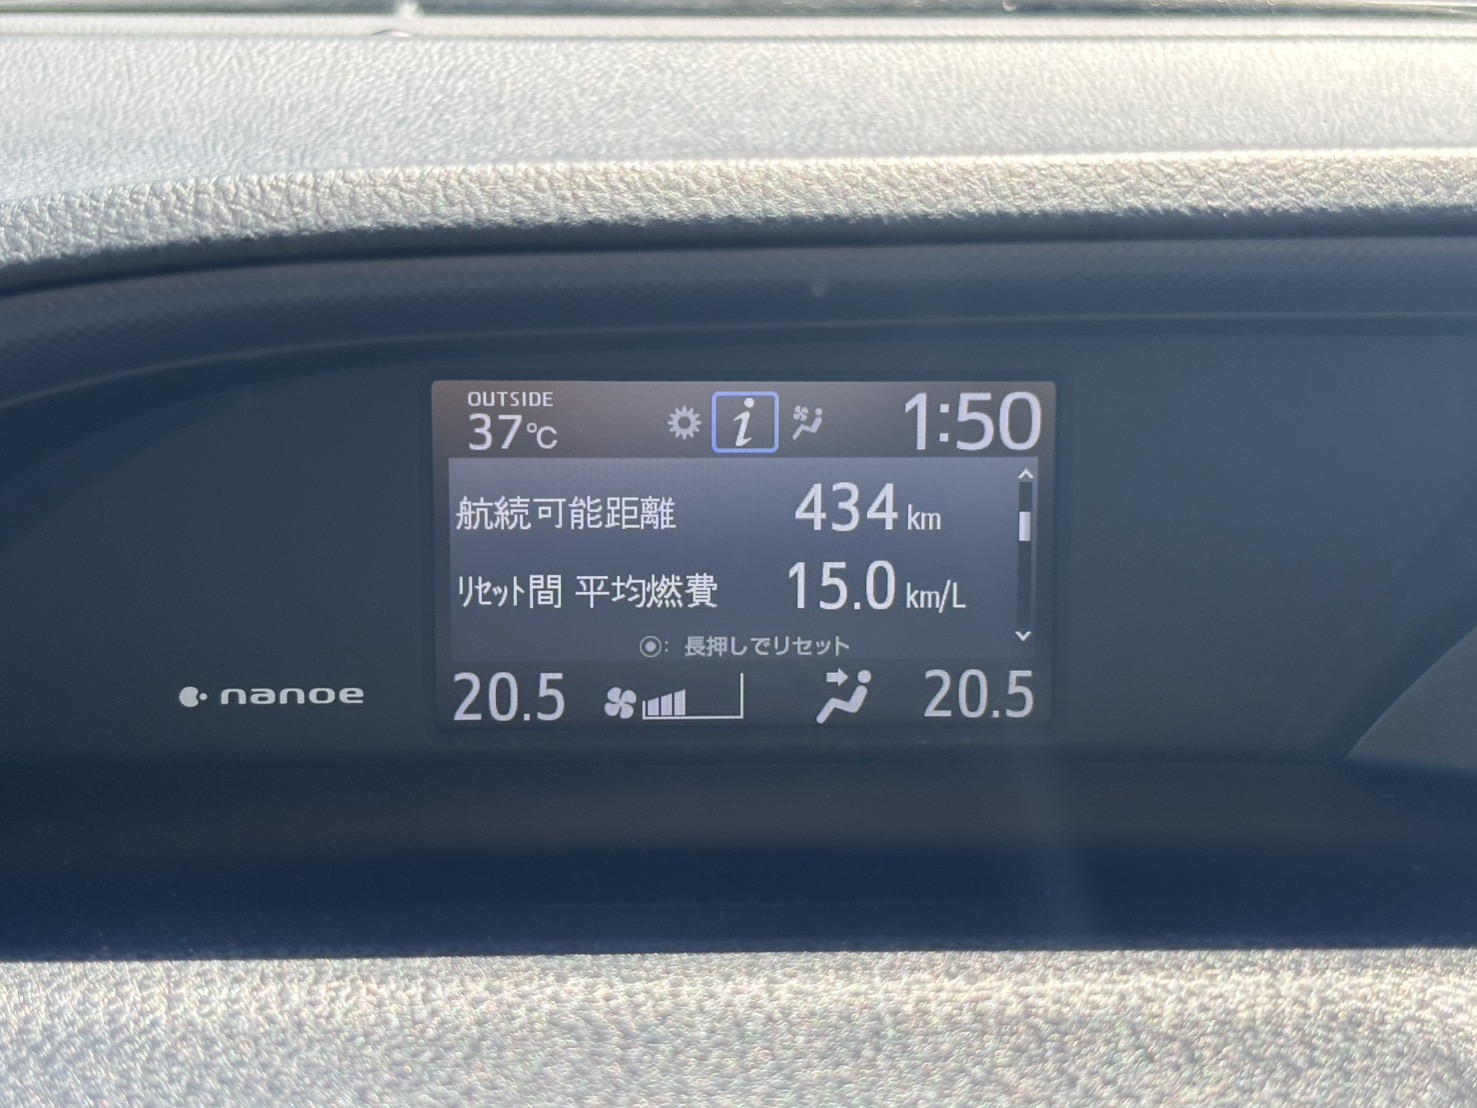 OUTSIDE
37℃
i
1:50
航続可能距離 434 km
リセット間 平均燃費 15.0 km/L
◉: 長押しでリセット
20.5 20.5
nanoe